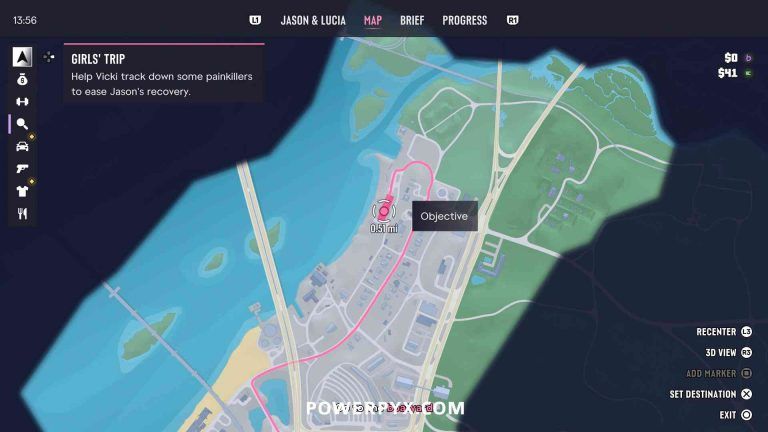 13:56
L1 JASON & LUCIA MAP BRIEF PROGRESS R1
GIRLS' TRIP
Help Vicki track down some painkillers
to ease Jason's recovery.
$0
$41
Objective
0.51 mi
RECENTER L3
3D VIEW R3
ADD MARKER
SET DESTINATION
EXIT
POWERPYX.COM